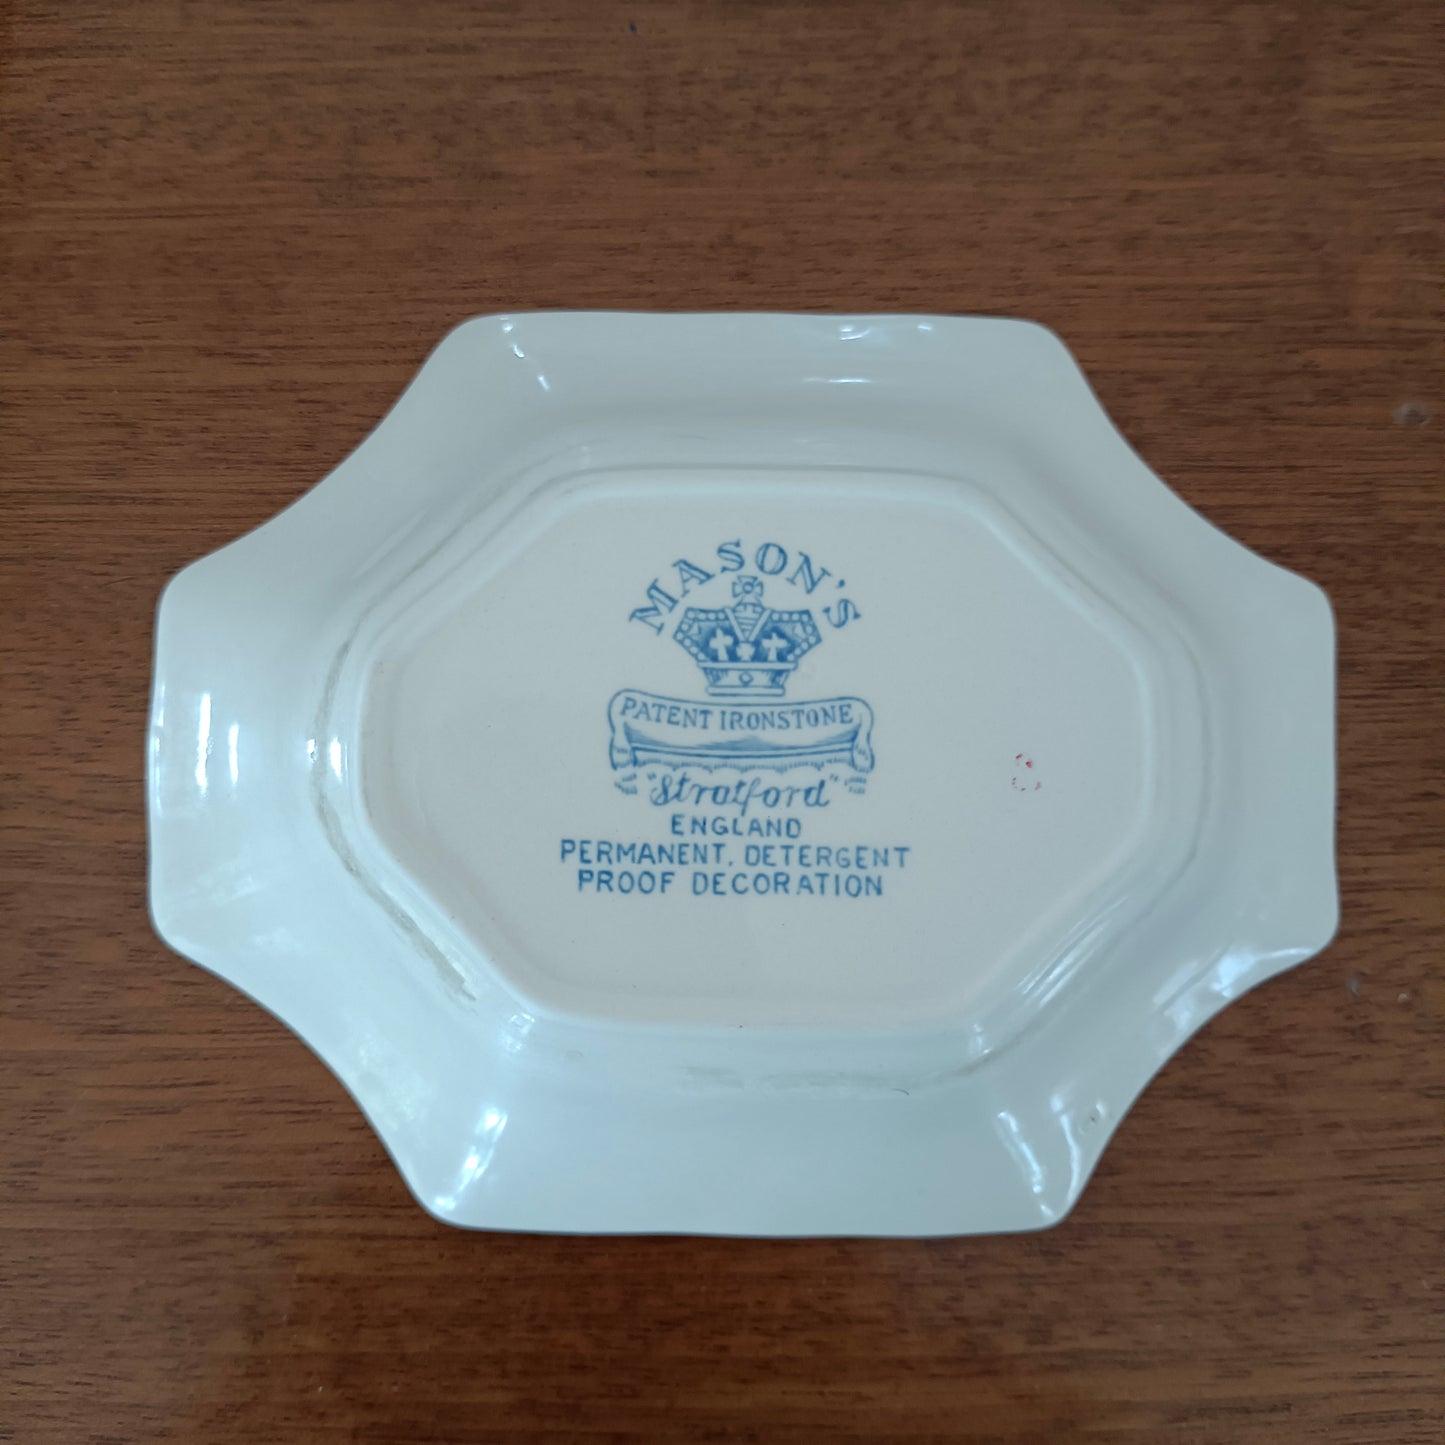 MASON'S
PATENT IRONSTONE
"Stratford"
ENGLAND
PERMANENT. DETERGENT
PROOF DECORATION